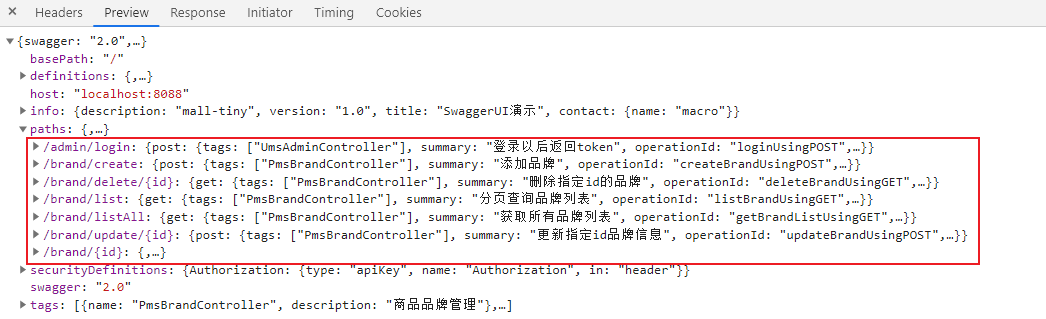 Headers Preview Response Initiator Timing Cookies
{swagger: "2.0",…}
basePath: "/"
definitions: {,…}
host: "localhost:8088"
info: {description: "mall-tiny", version: "1.0", title: "SwaggerUI演示", contact: {name: "macro"}}
paths: {,…}
/admin/login: {post: {tags: ["UmsAdminController"], summary: "登录以后返回token", operationId: "loginUsingPOST",…}}
/brand/create: {post: {tags: ["PmsBrandController"], summary: "添加品牌", operationId: "createBrandUsingPOST",…}}
/brand/delete/{id}: {get: {tags: ["PmsBrandController"], summary: "删除指定id的品牌", operationId: "deleteBrandUsingGET",…}}
/brand/list: {get: {tags: ["PmsBrandController"], summary: "分页查询品牌列表", operationId: "listBrandUsingGET",…}}
/brand/listAll: {get: {tags: ["PmsBrandController"], summary: "获取所有品牌列表", operationId: "getBrandListUsingGET",…}}
/brand/update/{id}: {post: {tags: ["PmsBrandController"], summary: "更新指定id品牌信息", operationId: "updateBrandUsingPOST",…}}
/brand/{id}: {,…}
securityDefinitions: {Authorization: {type: "apiKey", name: "Authorization", in: "header"}}
swagger: "2.0"
tags: [{name: "PmsBrandController", description: "商品品牌管理"},…]